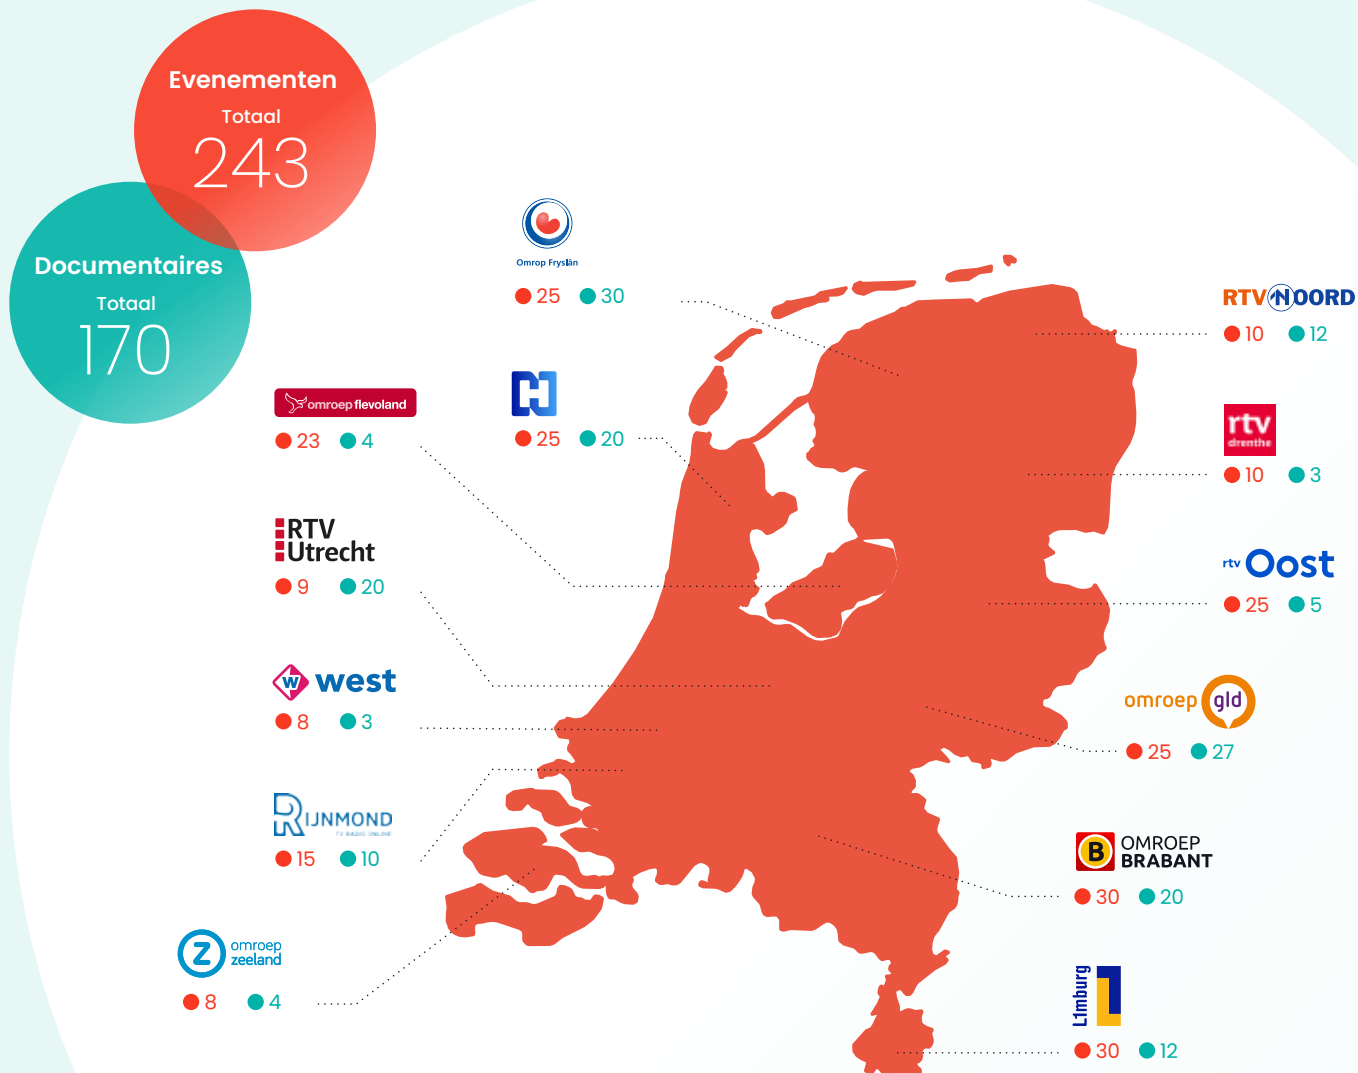 Evenementen
Totaal
243
Documentaires
Totaal
170
Omrop Fryslân
25 30
RTV NOORD
10 12
omroep flevoland
23 4
NH
25 20
rtv
drenthe
10 3
RTV
Utrecht
9 20
rtv Oost
25 5
W west
8 3
omroep gld
25 27
RIJNMOND
TV RADIO ONLINE
15 10
B OMROEP
BRABANT
30 20
Z omroep
zeeland
8 4
L1mburg
30 12